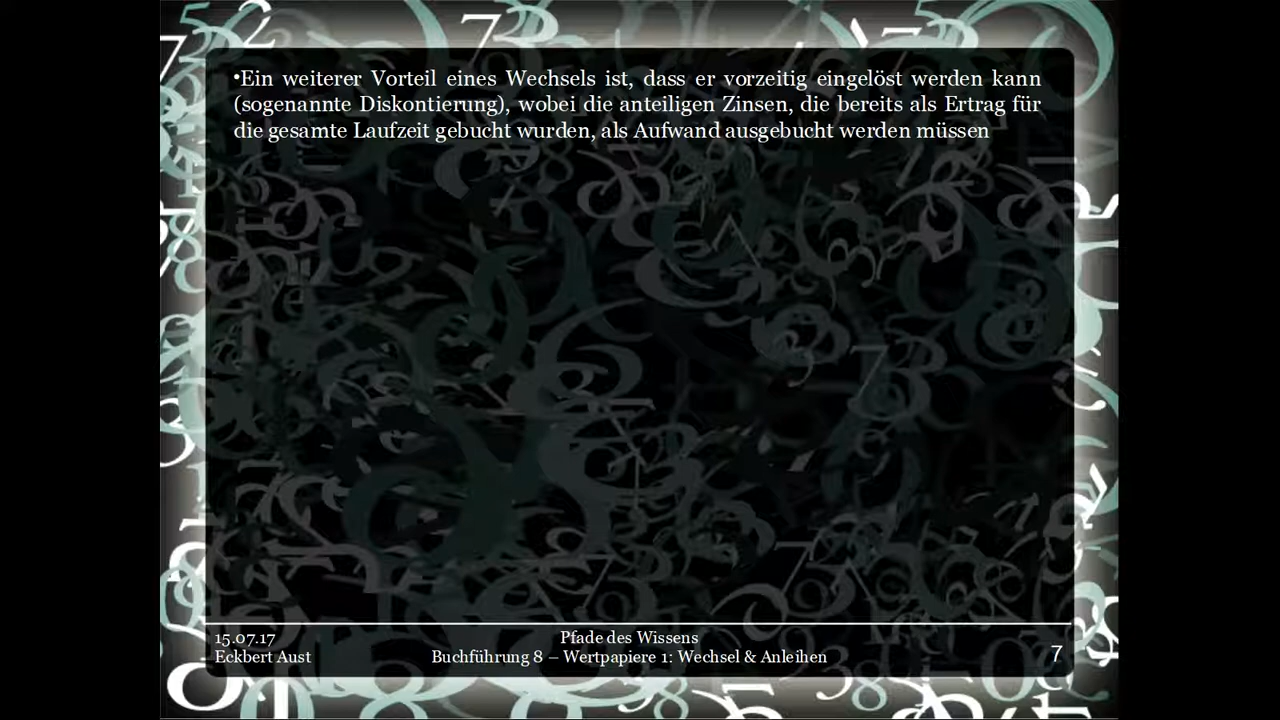 •Ein weiterer Vorteil eines Wechsels ist, dass er vorzeitig eingelöst werden kann
(sogenannte Diskontierung), wobei die anteiligen Zinsen, die bereits als Ertrag für
die gesamte Laufzeit gebucht wurden, als Aufwand ausgebucht werden müssen
15.07.17
Eckbert Aust
Pfade des Wissens
Buchführung 8 – Wertpapiere 1: Wechsel & Anleihen
7